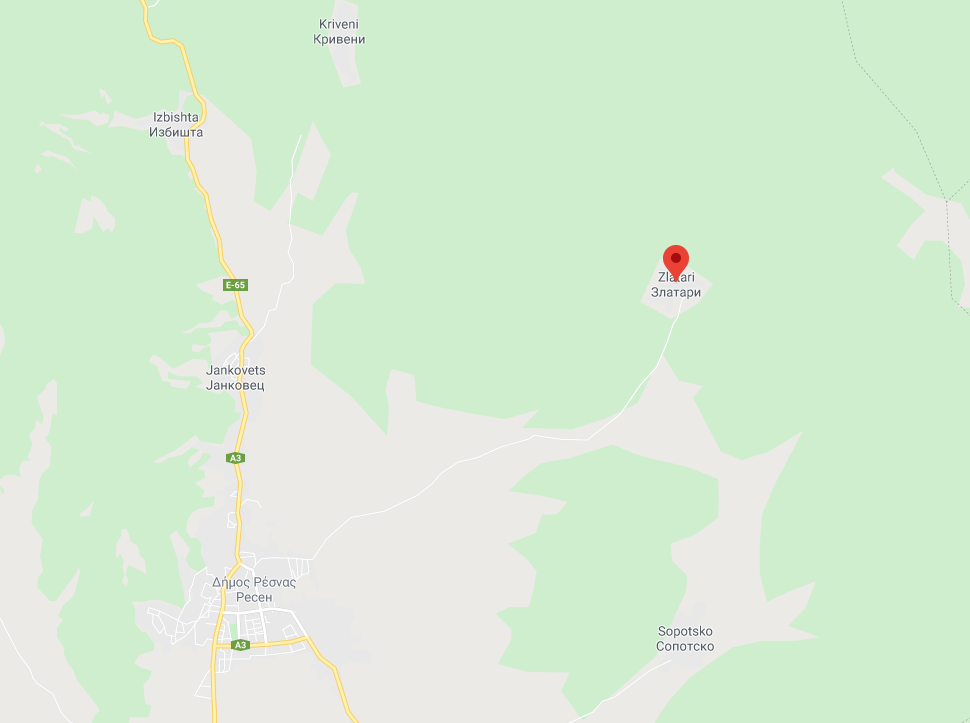 Kriveni
Кривени
Izbishta
Избишта
Zlatari
Златари
E-65
Jankovets
Јанковец
A3
Δήμος Ρέσνας
Ресен
A3
Sopotsko
Сопотско